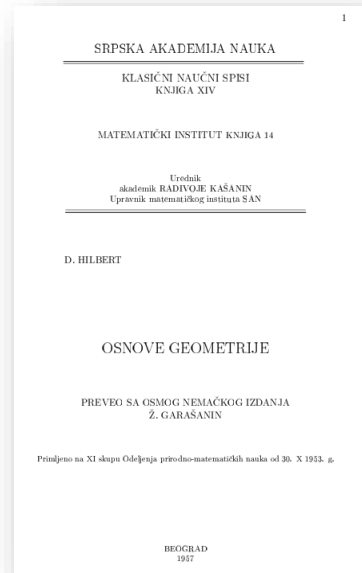 1
SRPSKA AKADEMIJA NAUKA
KLASIČNI NAUČNI SPISI
KNJIGA XIV
MATEMATIČKI INSTITUT KNJIGA 14
Urednik
akademik RADIVOJE KAŠANIN
Upravnik matematičkog instituta SAN
D. HILBERT
OSNOVE GEOMETRIJE
PREVEO SA OSMOG NEMAČKOG IZDANJA
Ž. GARAŠANIN
Primljeno na XI skupu Odeljenja prirodno-matematičkih nauka od 30. X 1953. g.
BEOGRAD
1957